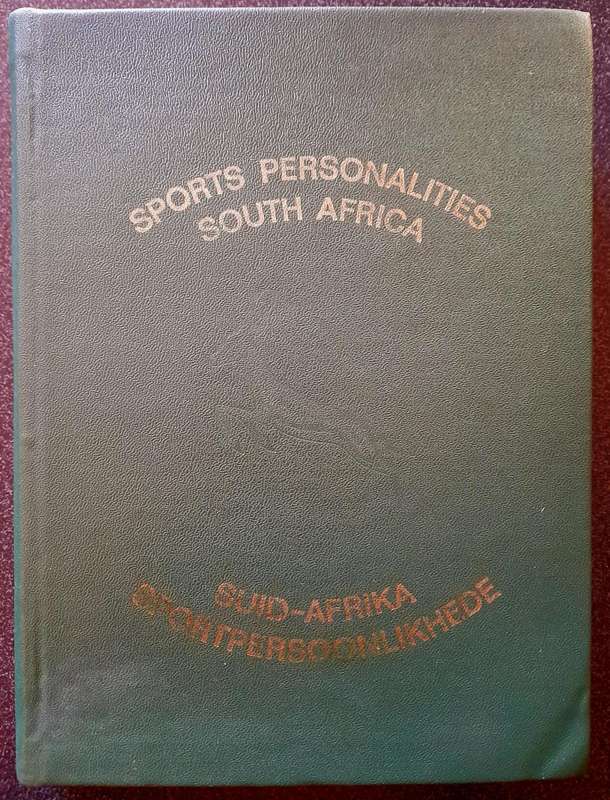 SPORTS PERSONALITIES
SOUTH AFRICA
SUID-AFRIKA
SPORTPERSOONLIKHEDE